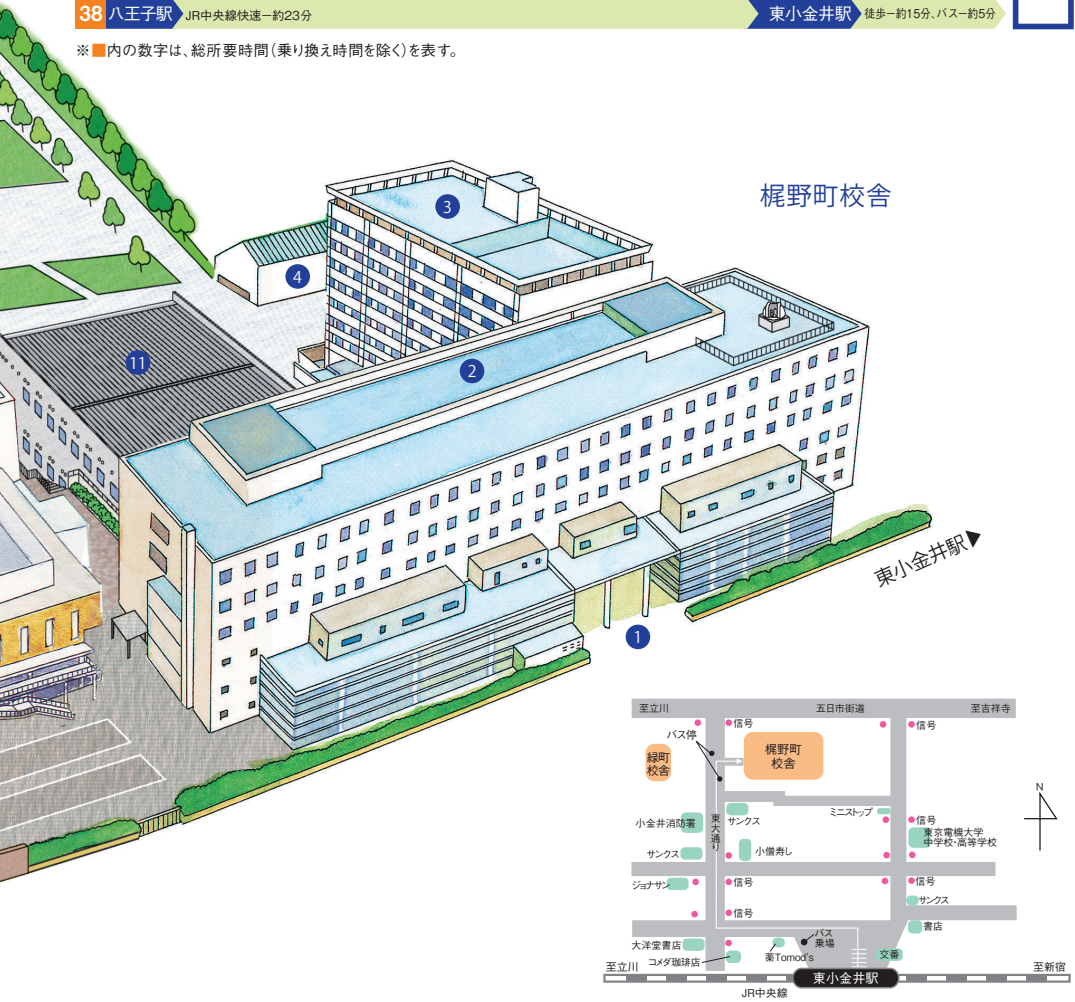 38 八王子駅 JR中央線快速−約23分 東小金井駅 徒歩−約15分、バス−約5分
※■内の数字は、総所要時間(乗り換え時間を除く)を表す。
梶野町校舎
3
4
11
2
東小金井駅▶
1
至立川 五日市街道 至吉祥寺
信号
信号
バス停
緑町
校舎
梶野町
校舎
N
ミニストップ
小金井消防署
東大通り
サンクス
信号
東京電機大学
中学校・高等学校
サンクス
小僧寿し
ジョナサン
信号
信号
サンクス
信号
書店
バス
乗場
大洋堂書店
コメダ珈琲店
薬Tomod's
交番
至立川
東小金井駅
至新宿
JR中央線